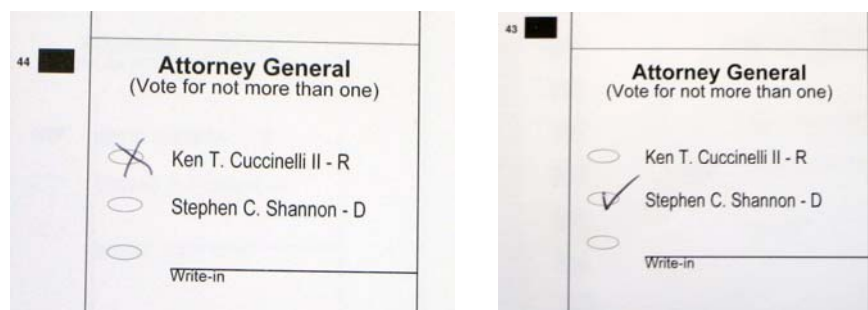 44
Attorney General
(Vote for not more than one)
Ken T. Cuccinelli II - R
Stephen C. Shannon - D
Write-in
43
Attorney General
(Vote for not more than one)
Ken T. Cuccinelli II - R
Stephen C. Shannon - D
Write-in